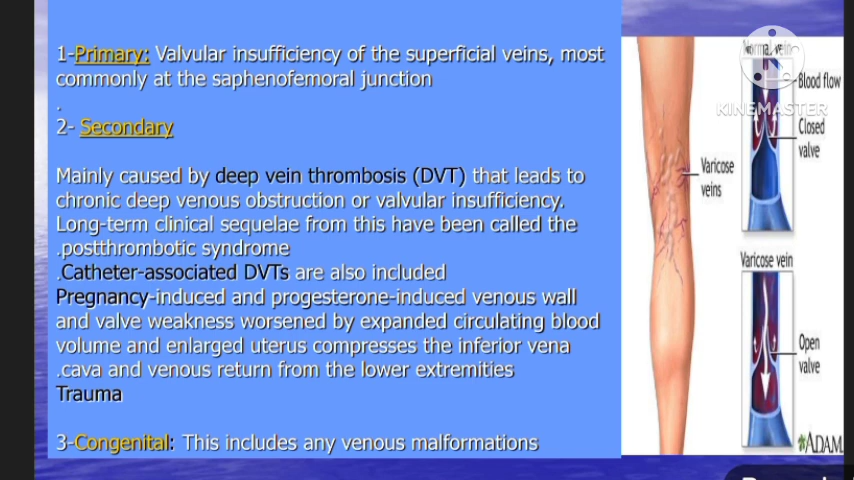 1-Primary: Valvular insufficiency of the superficial veins, most
commonly at the saphenofemoral junction
.
2- Secondary
Mainly caused by deep vein thrombosis (DVT) that leads to
chronic deep venous obstruction or valvular insufficiency.
Long-term clinical sequelae from this have been called the
.postthrombotic syndrome
.Catheter-associated DVTs are also included
Pregnancy-induced and progesterone-induced venous wall
and valve weakness worsened by expanded circulating blood
volume and enlarged uterus compresses the inferior vena
.cava and venous return from the lower extremities
Trauma
3-Congenital: This includes any venous malformations
Normal vein
Blood flow
KINEMASTER
Closed
valve
Varicose
veins
Varicose vein
Open
valve
ADAM